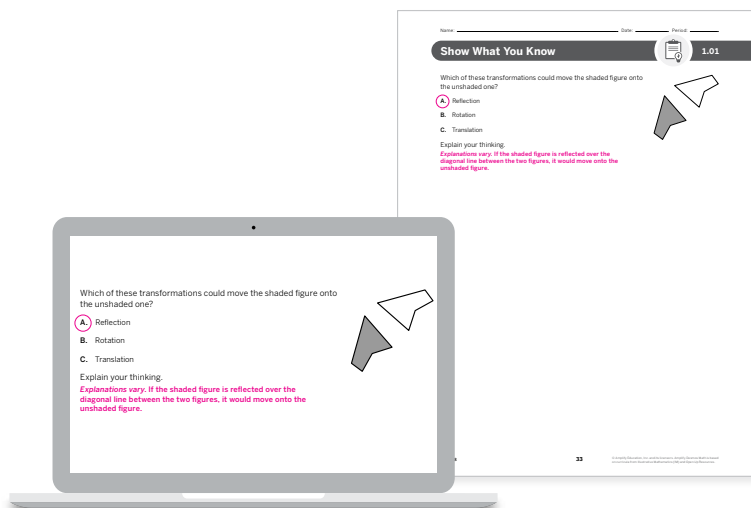 Name: Date: Period:
Show What You Know 1.01
Which of these transformations could move the shaded figure onto
the unshaded one?
A. Reflection
B. Rotation
C. Translation
Explain your thinking.
Explanations vary. If the shaded figure is reflected over the
diagonal line between the two figures, it would move onto the
unshaded figure.
33
Which of these transformations could move the shaded figure onto
the unshaded one?
A. Reflection
B. Rotation
C. Translation
Explain your thinking.
Explanations vary. If the shaded figure is reflected over the
diagonal line between the two figures, it would move onto the
unshaded figure.